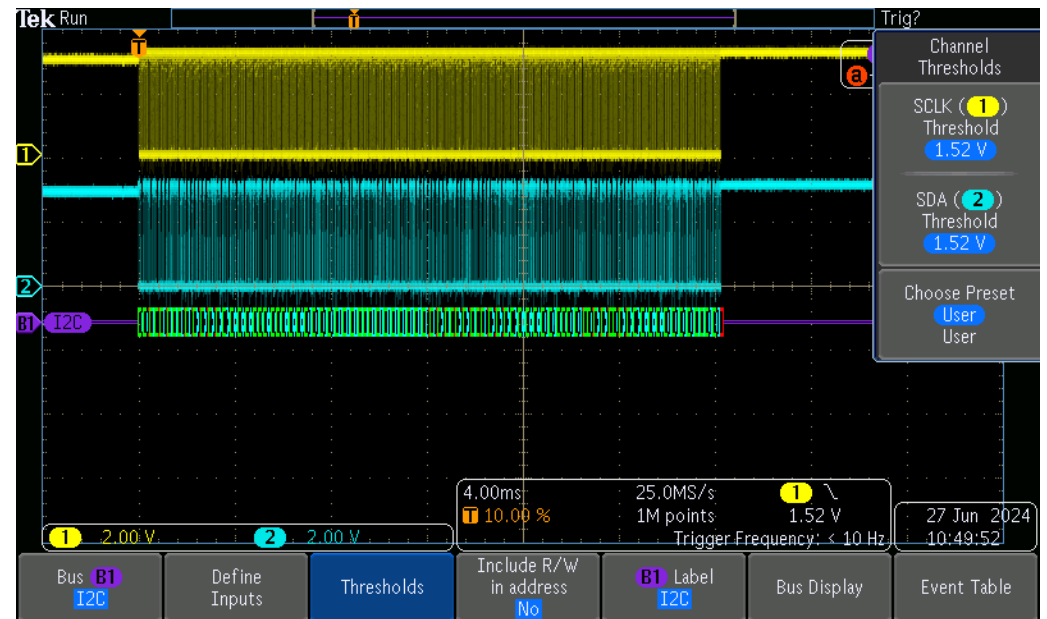 Tek Run
Trig?
T
T
a
Channel
Thresholds
SCLK (1)
Threshold
1.52 V
SDA (2)
Threshold
1.52 V
Choose Preset
User
User
1
2
B1 I2C
4.00ms 25.0MS/s 1 \
T 10.00 % 1M points 1.52 V
Trigger Frequency: < 10 Hz
27 Jun 2024
10:49:52
1 2.00 V 2 2.00 V
Bus B1
I2C
Define
Inputs
Thresholds
Include R/W
in address
No
B1 Label
I2C
Bus Display
Event Table